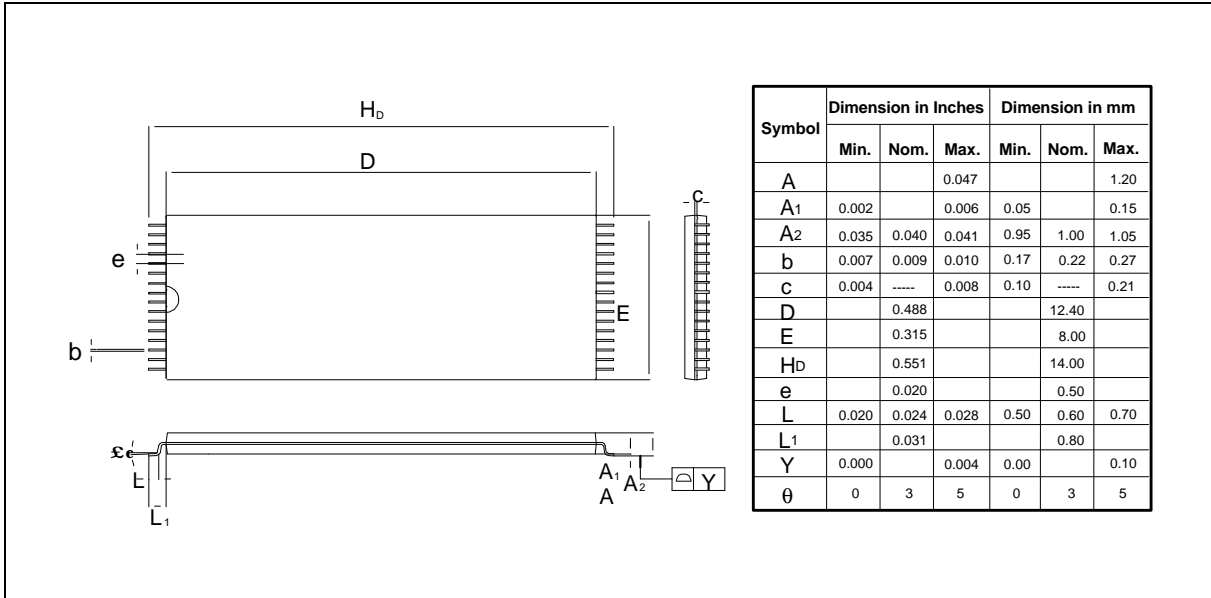 HD
D
c
e
E
b
£c
L
L1
A1
A
A2
Y
Symbol Dimension in Inches Dimension in mm
Min. Nom. Max. Min. Nom. Max.
A 0.047 1.20
A1 0.002 0.006 0.05 0.15
A2 0.035 0.040 0.041 0.95 1.00 1.05
b 0.007 0.009 0.010 0.17 0.22 0.27
c 0.004 ----- 0.008 0.10 ----- 0.21
D 0.488 12.40
E 0.315 8.00
HD 0.551 14.00
e 0.020 0.50
L 0.020 0.024 0.028 0.50 0.60 0.70
L1 0.031 0.80
Y 0.000 0.004 0.00 0.10
θ 0 3 5 0 3 5